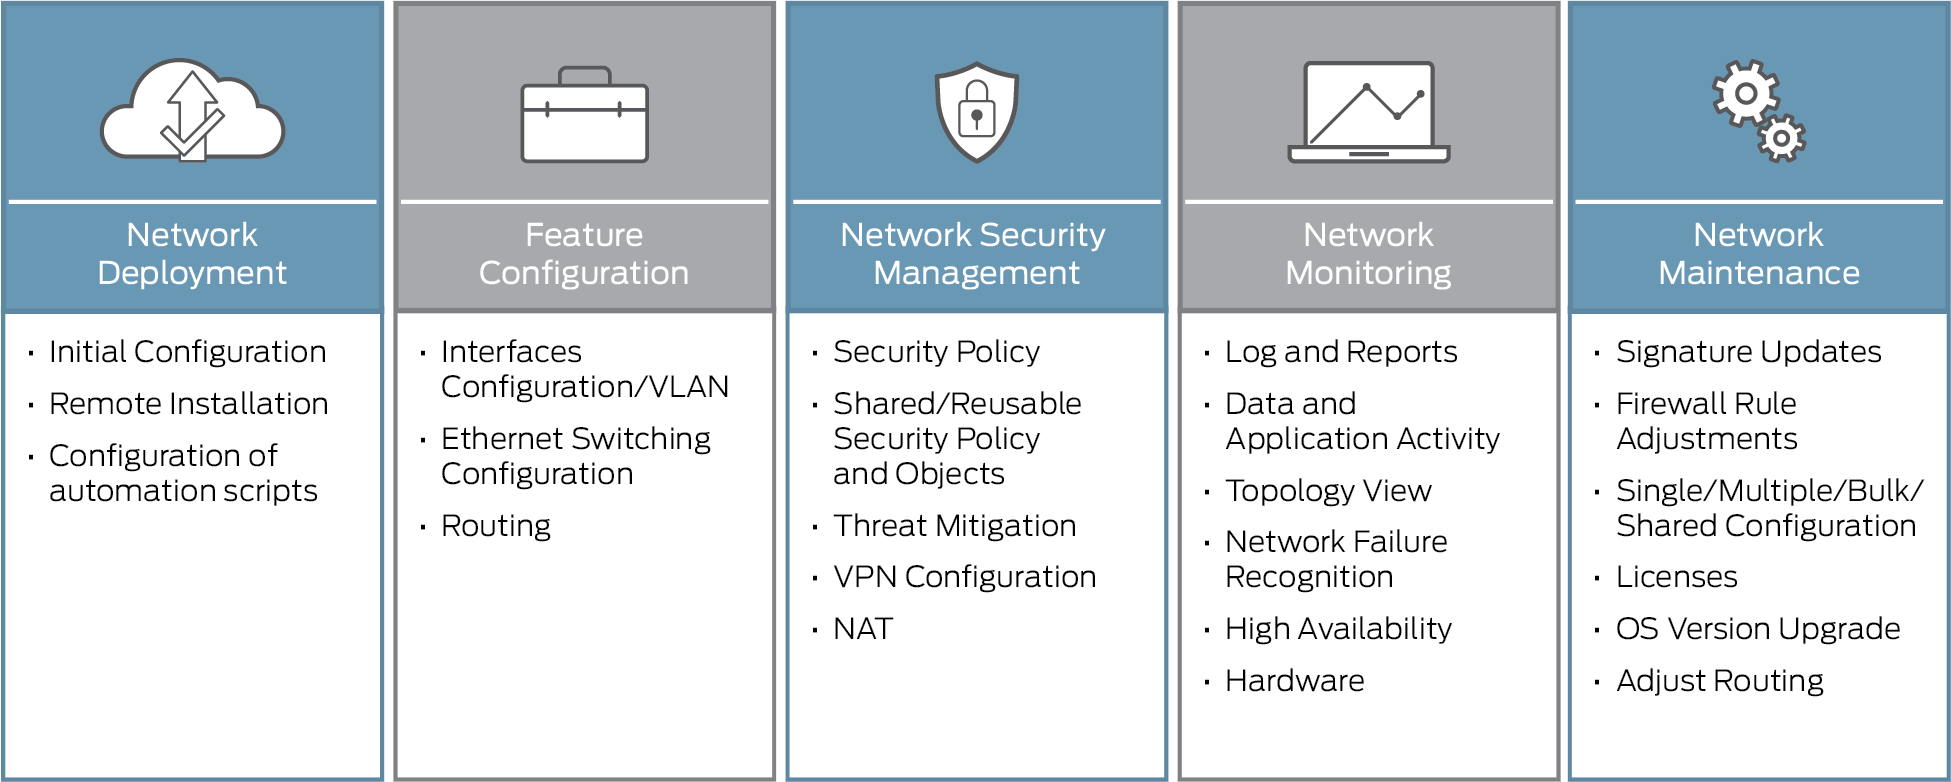 Network
Deployment
· Initial Configuration
· Remote Installation
· Configuration of
automation scripts
Feature
Configuration
· Interfaces
Configuration/VLAN
· Ethernet Switching
Configuration
· Routing
Network Security
Management
· Security Policy
· Shared/Reusable
Security Policy
and Objects
· Threat Mitigation
· VPN Configuration
· NAT
Network
Monitoring
· Log and Reports
· Data and
Application Activity
· Topology View
· Network Failure
Recognition
· High Availability
· Hardware
Network
Maintenance
· Signature Updates
· Firewall Rule
Adjustments
· Single/Multiple/Bulk/
Shared Configuration
· Licenses
· OS Version Upgrade
· Adjust Routing